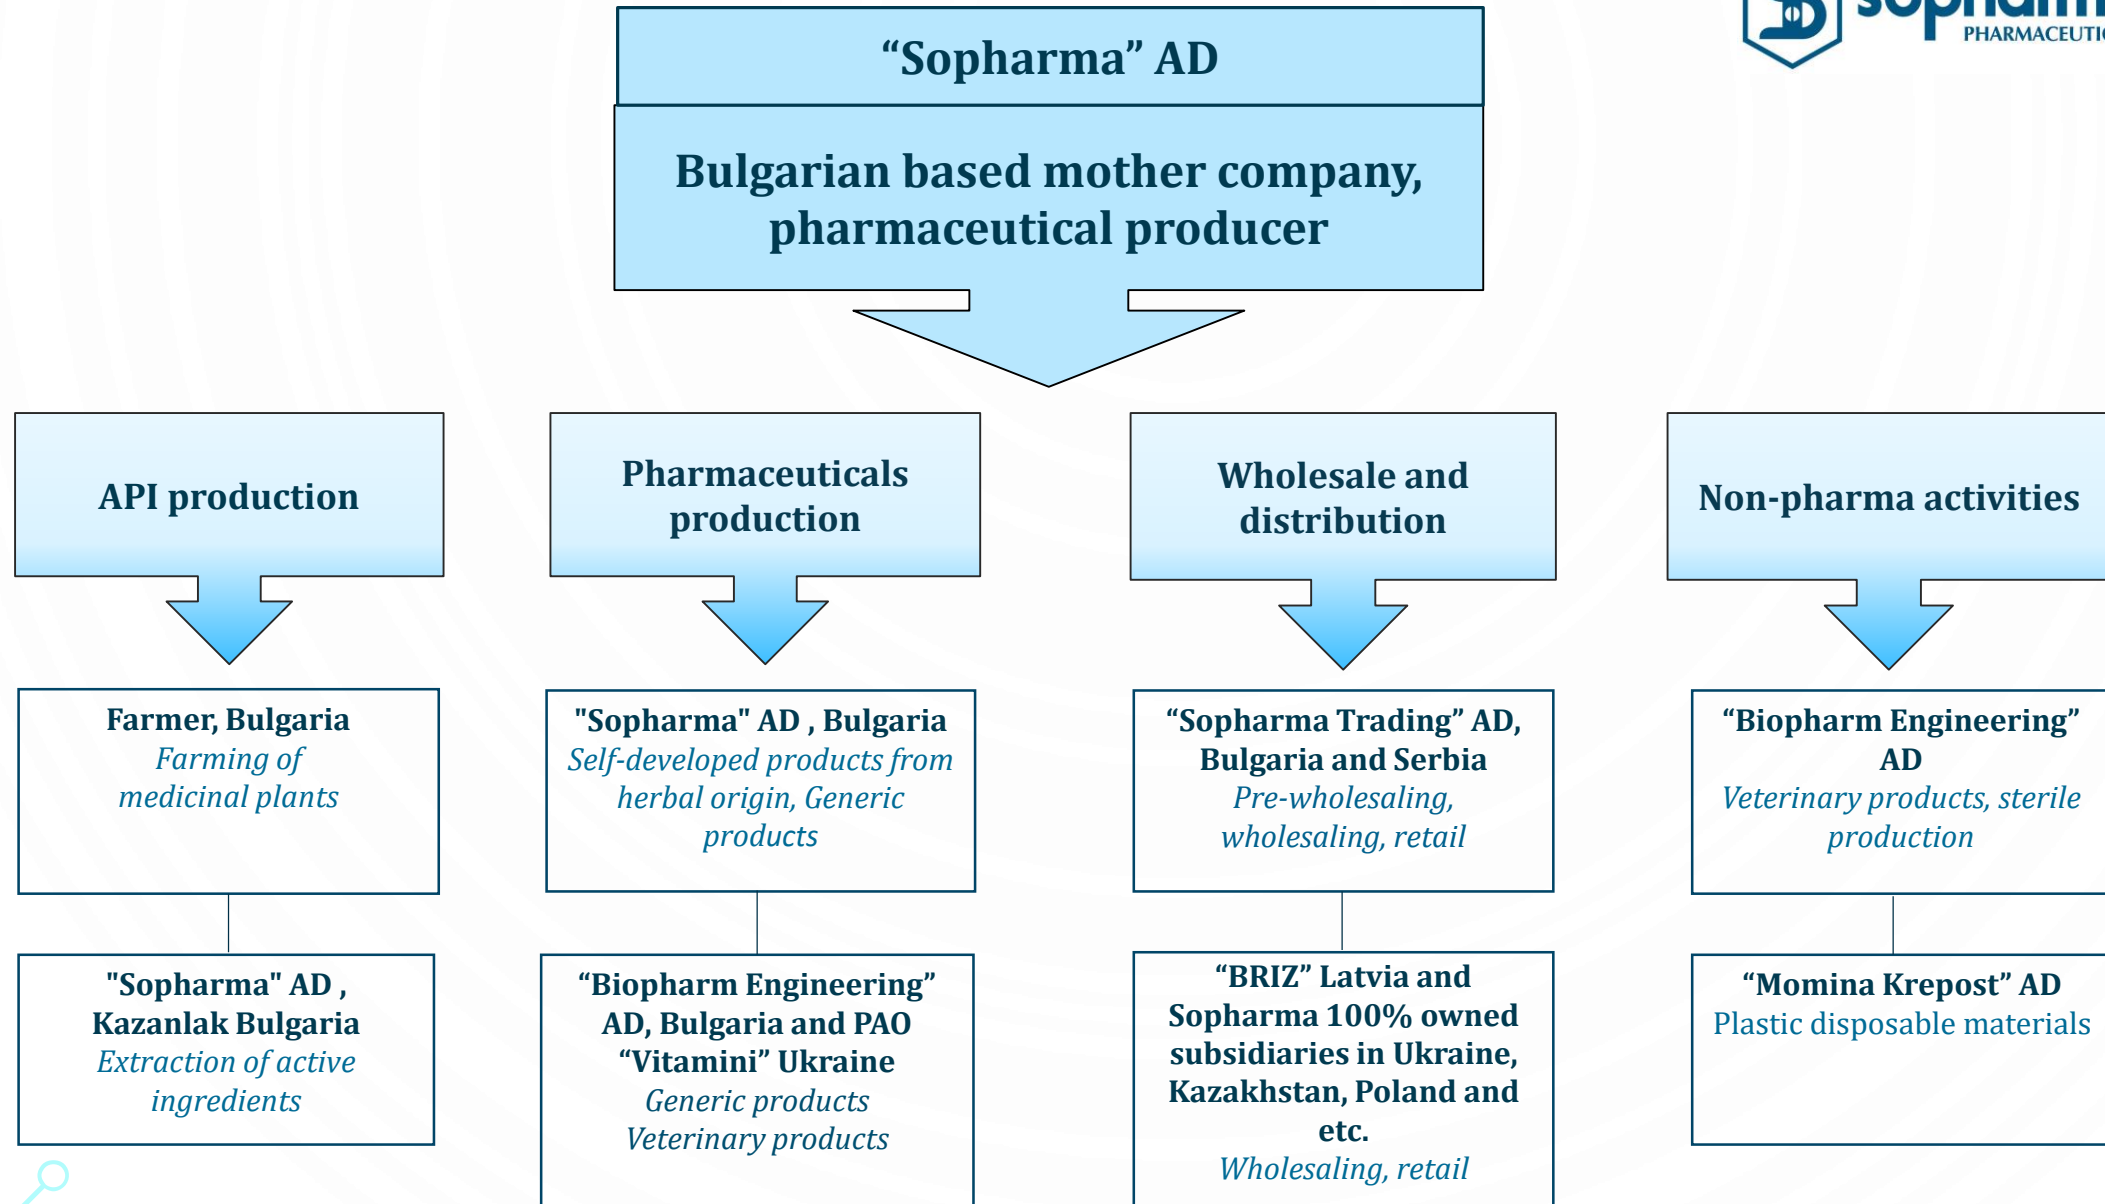 “Sopharma” AD
Bulgarian based mother company,
pharmaceutical producer
API production
Pharmaceuticals
production
Wholesale and
distribution
Non-pharma activities
Farmer, Bulgaria
Farming of
medicinal plants
"Sopharma" AD , Bulgaria
Self-developed products from
herbal origin, Generic
products
“Sopharma Trading” AD,
Bulgaria and Serbia
Pre-wholesaling,
wholesaling, retail
“Biopharm Engineering”
AD
Veterinary products, sterile
production
"Sopharma" AD ,
Kazanlak Bulgaria
Extraction of active
ingredients
“Biopharm Engineering”
AD, Bulgaria and PAO
“Vitamini” Ukraine
Generic products
Veterinary products
“BRIZ” Latvia and
Sopharma 100% owned
subsidiaries in Ukraine,
Kazakhstan, Poland and
etc.
Wholesaling, retail
“Momina Krepost” AD
Plastic disposable materials